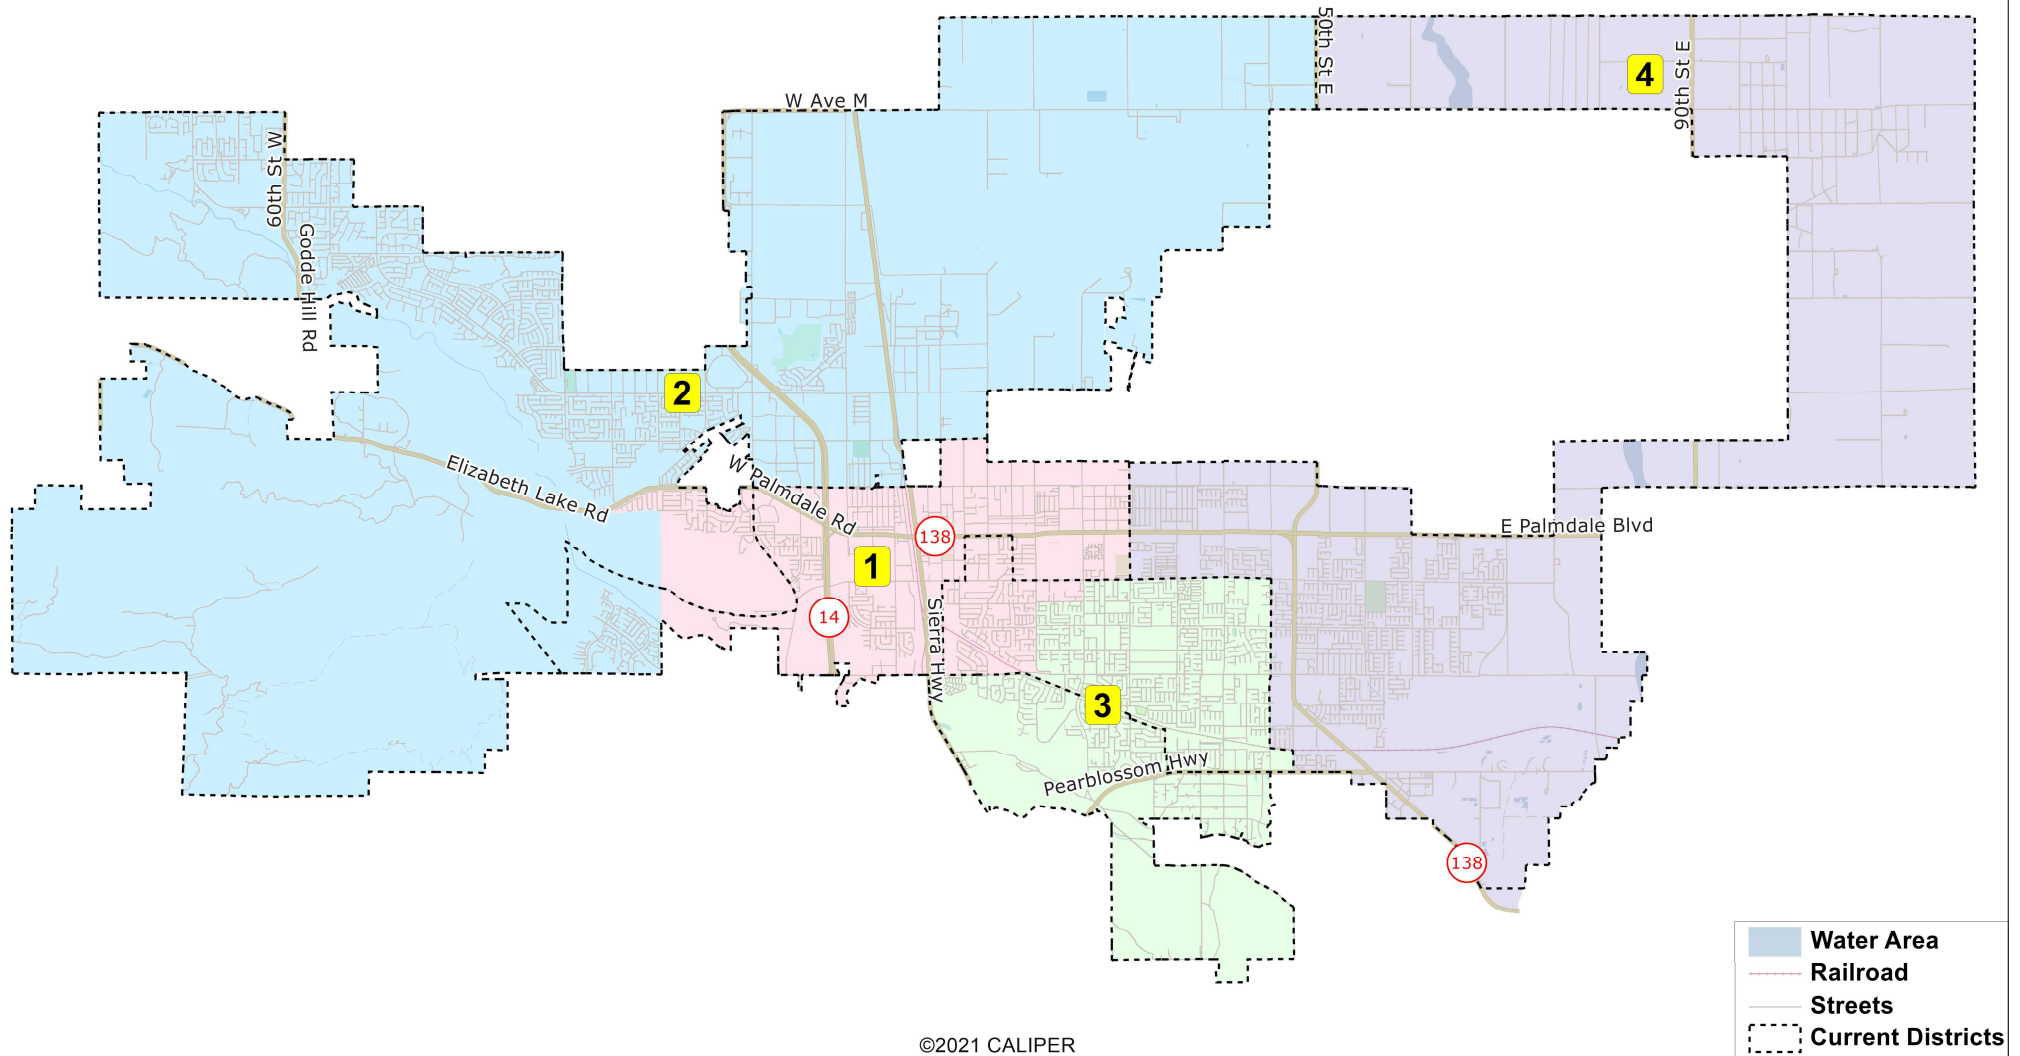 50th St E
4
90th St E
W Ave M
60th St W
Godde Hill Rd
2
W Palmdale Rd
Elizabeth Lake Rd
138
E Palmdale Blvd
1
14
Sierra Hwy
3
Pearblossom Hwy
138
Water Area
Railroad
Streets
Current Districts
©2021 CALIPER